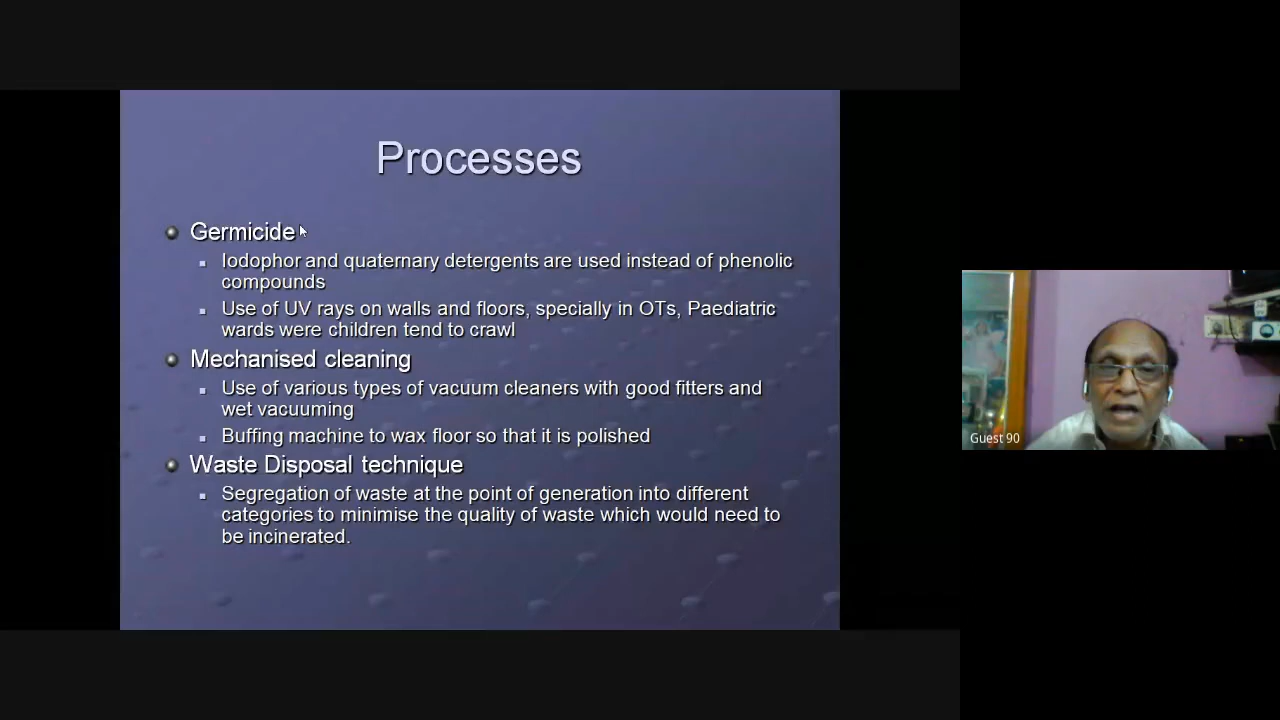 Processes
Germicide
Iodophor and quaternary detergents are used instead of phenolic
compounds
Use of UV rays on walls and floors, specially in OTs, Paediatric
wards were children tend to crawl
Mechanised cleaning
Use of various types of vacuum cleaners with good fitters and
wet vacuuming
Buffing machine to wax floor so that it is polished
Waste Disposal technique
Segregation of waste at the point of generation into different
categories to minimise the quality of waste which would need to
be incinerated.
Guest 90